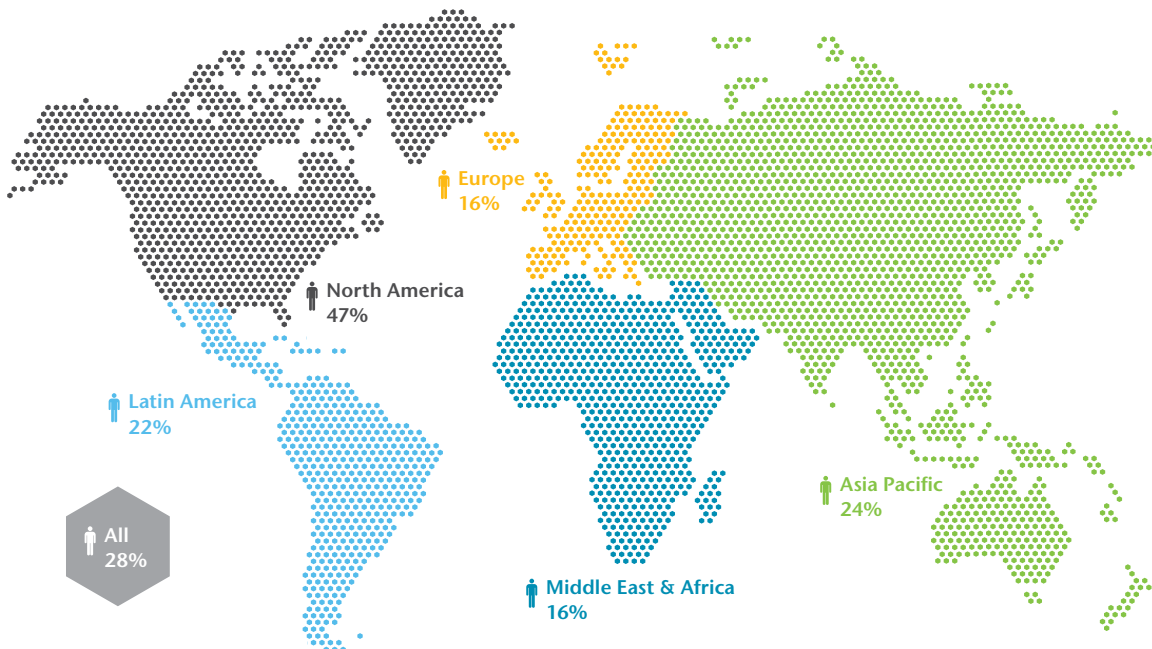 Europe
16%
North America
47%
Latin America
22%
Asia Pacific
24%
All
28%
Middle East & Africa
16%